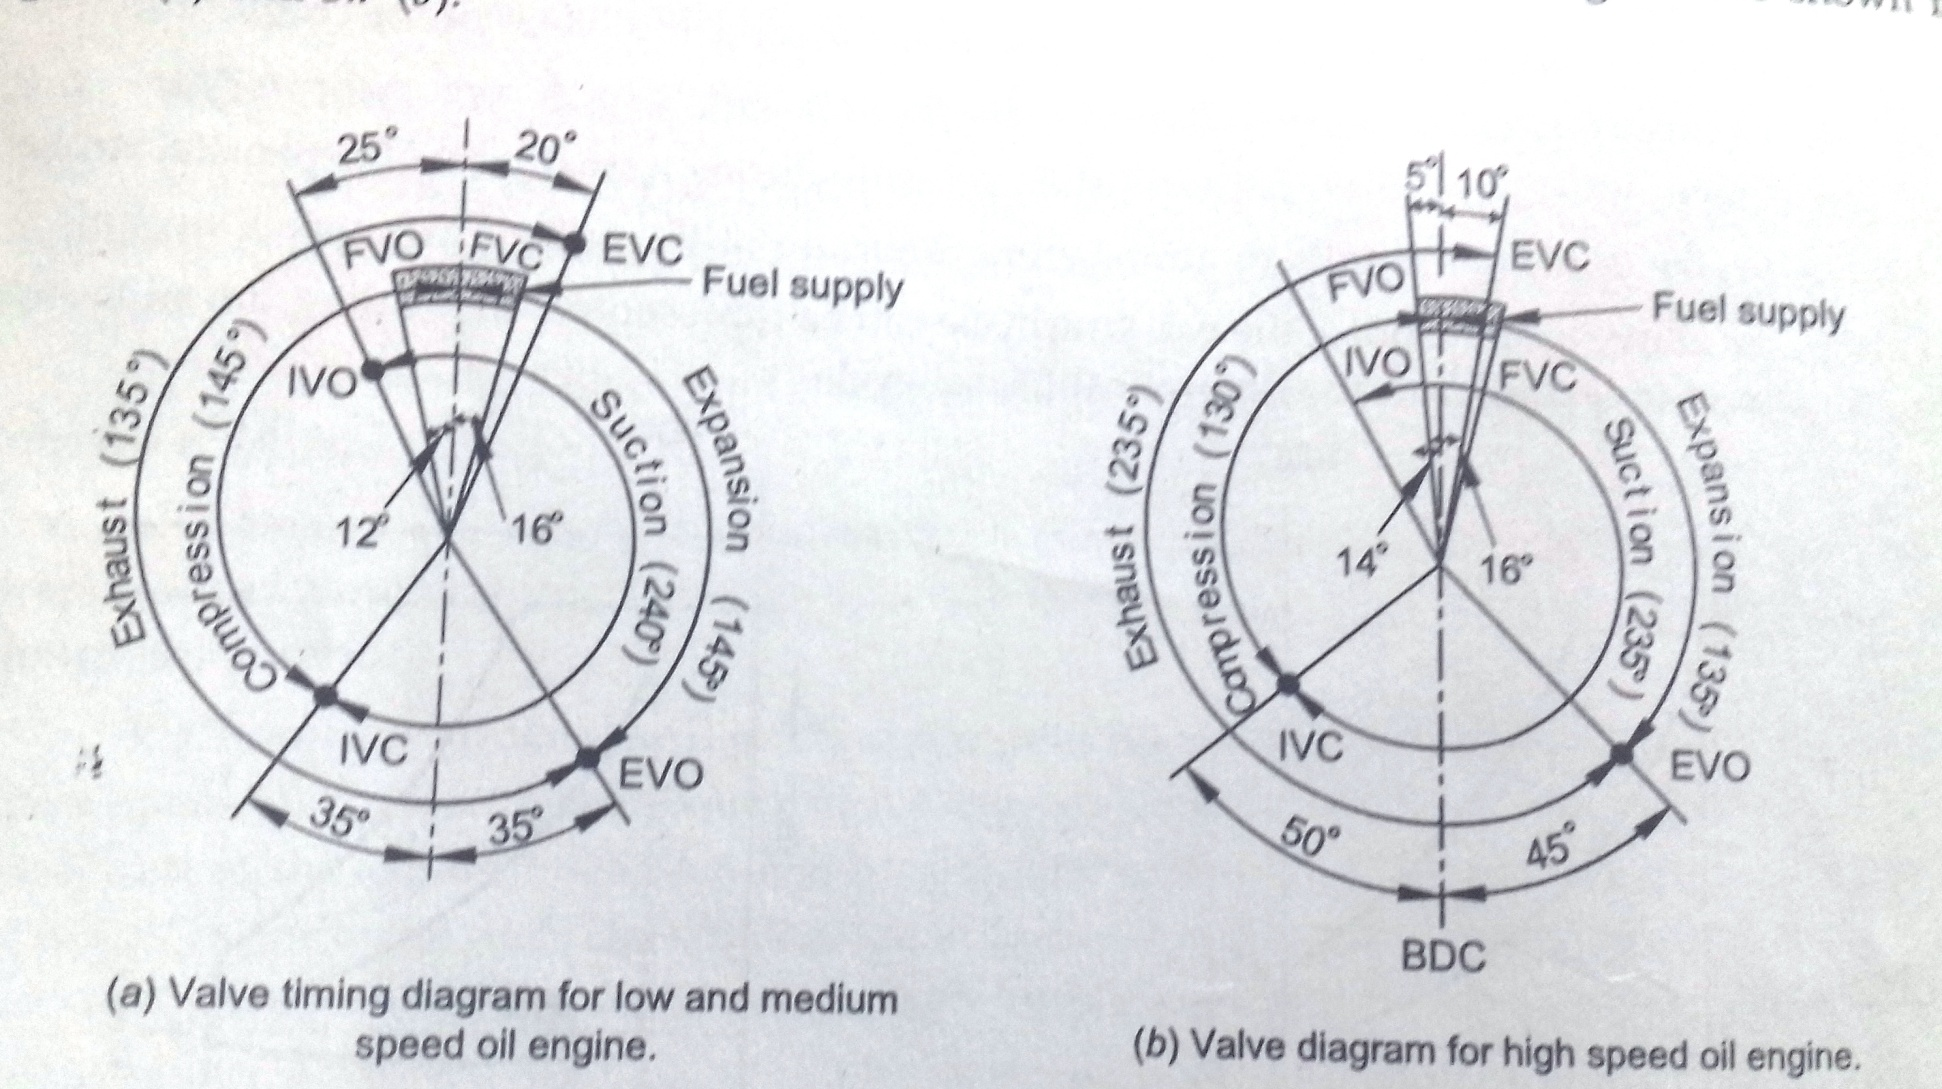 (b).
shown
25° 20°
FVO FVC EVC
Fuel supply
IVO
Exhaust (135°)
Compression (145°)
Suction (240°)
Expansion (145°)
12° 16°
IVC
EVO
35° 35°
(a) Valve timing diagram for low and medium
speed oil engine.
5° 10°
EVC
FVO
Fuel supply
IVO FVC
Exhaust (235°)
Compression (130°)
Suction (235°)
Expansion (135°)
14° 16°
IVC
EVO
50° 45°
BDC
(b) Valve diagram for high speed oil engine.